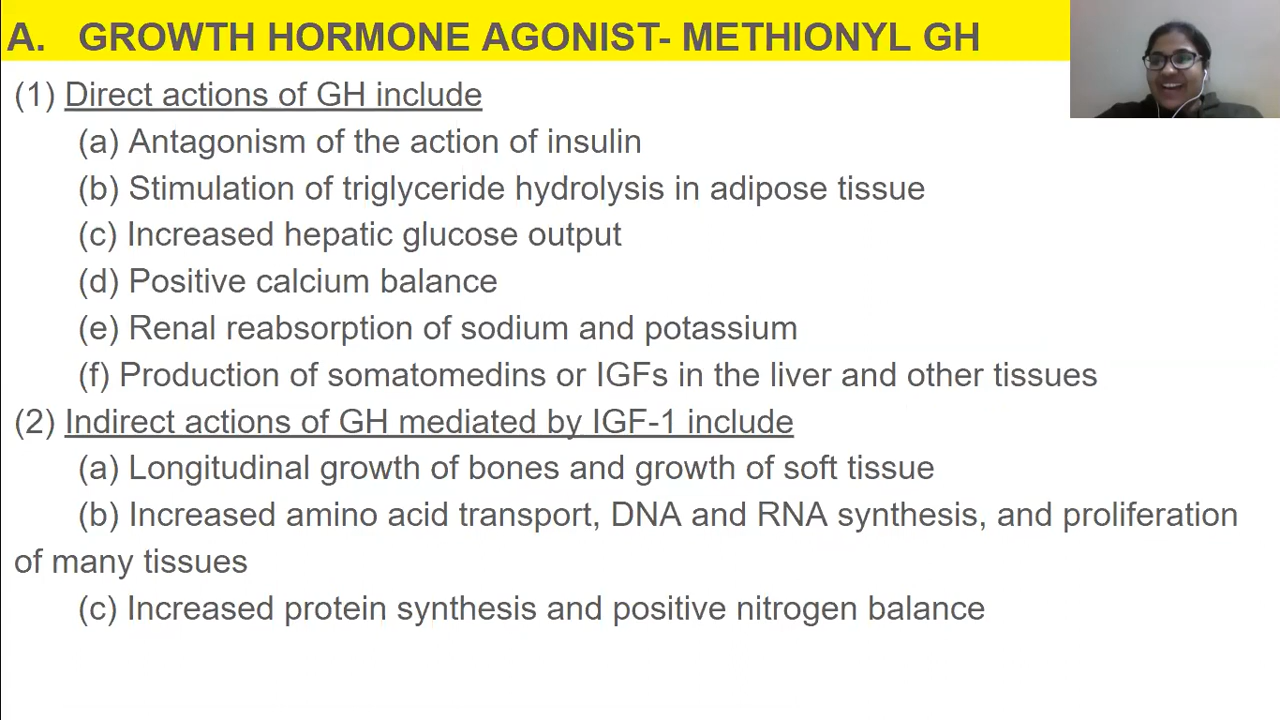 A. GROWTH HORMONE AGONIST- METHIONYL GH
(1) Direct actions of GH include
(a) Antagonism of the action of insulin
(b) Stimulation of triglyceride hydrolysis in adipose tissue
(c) Increased hepatic glucose output
(d) Positive calcium balance
(e) Renal reabsorption of sodium and potassium
(f) Production of somatomedins or IGFs in the liver and other tissues
(2) Indirect actions of GH mediated by IGF-1 include
(a) Longitudinal growth of bones and growth of soft tissue
(b) Increased amino acid transport, DNA and RNA synthesis, and proliferation
of many tissues
(c) Increased protein synthesis and positive nitrogen balance